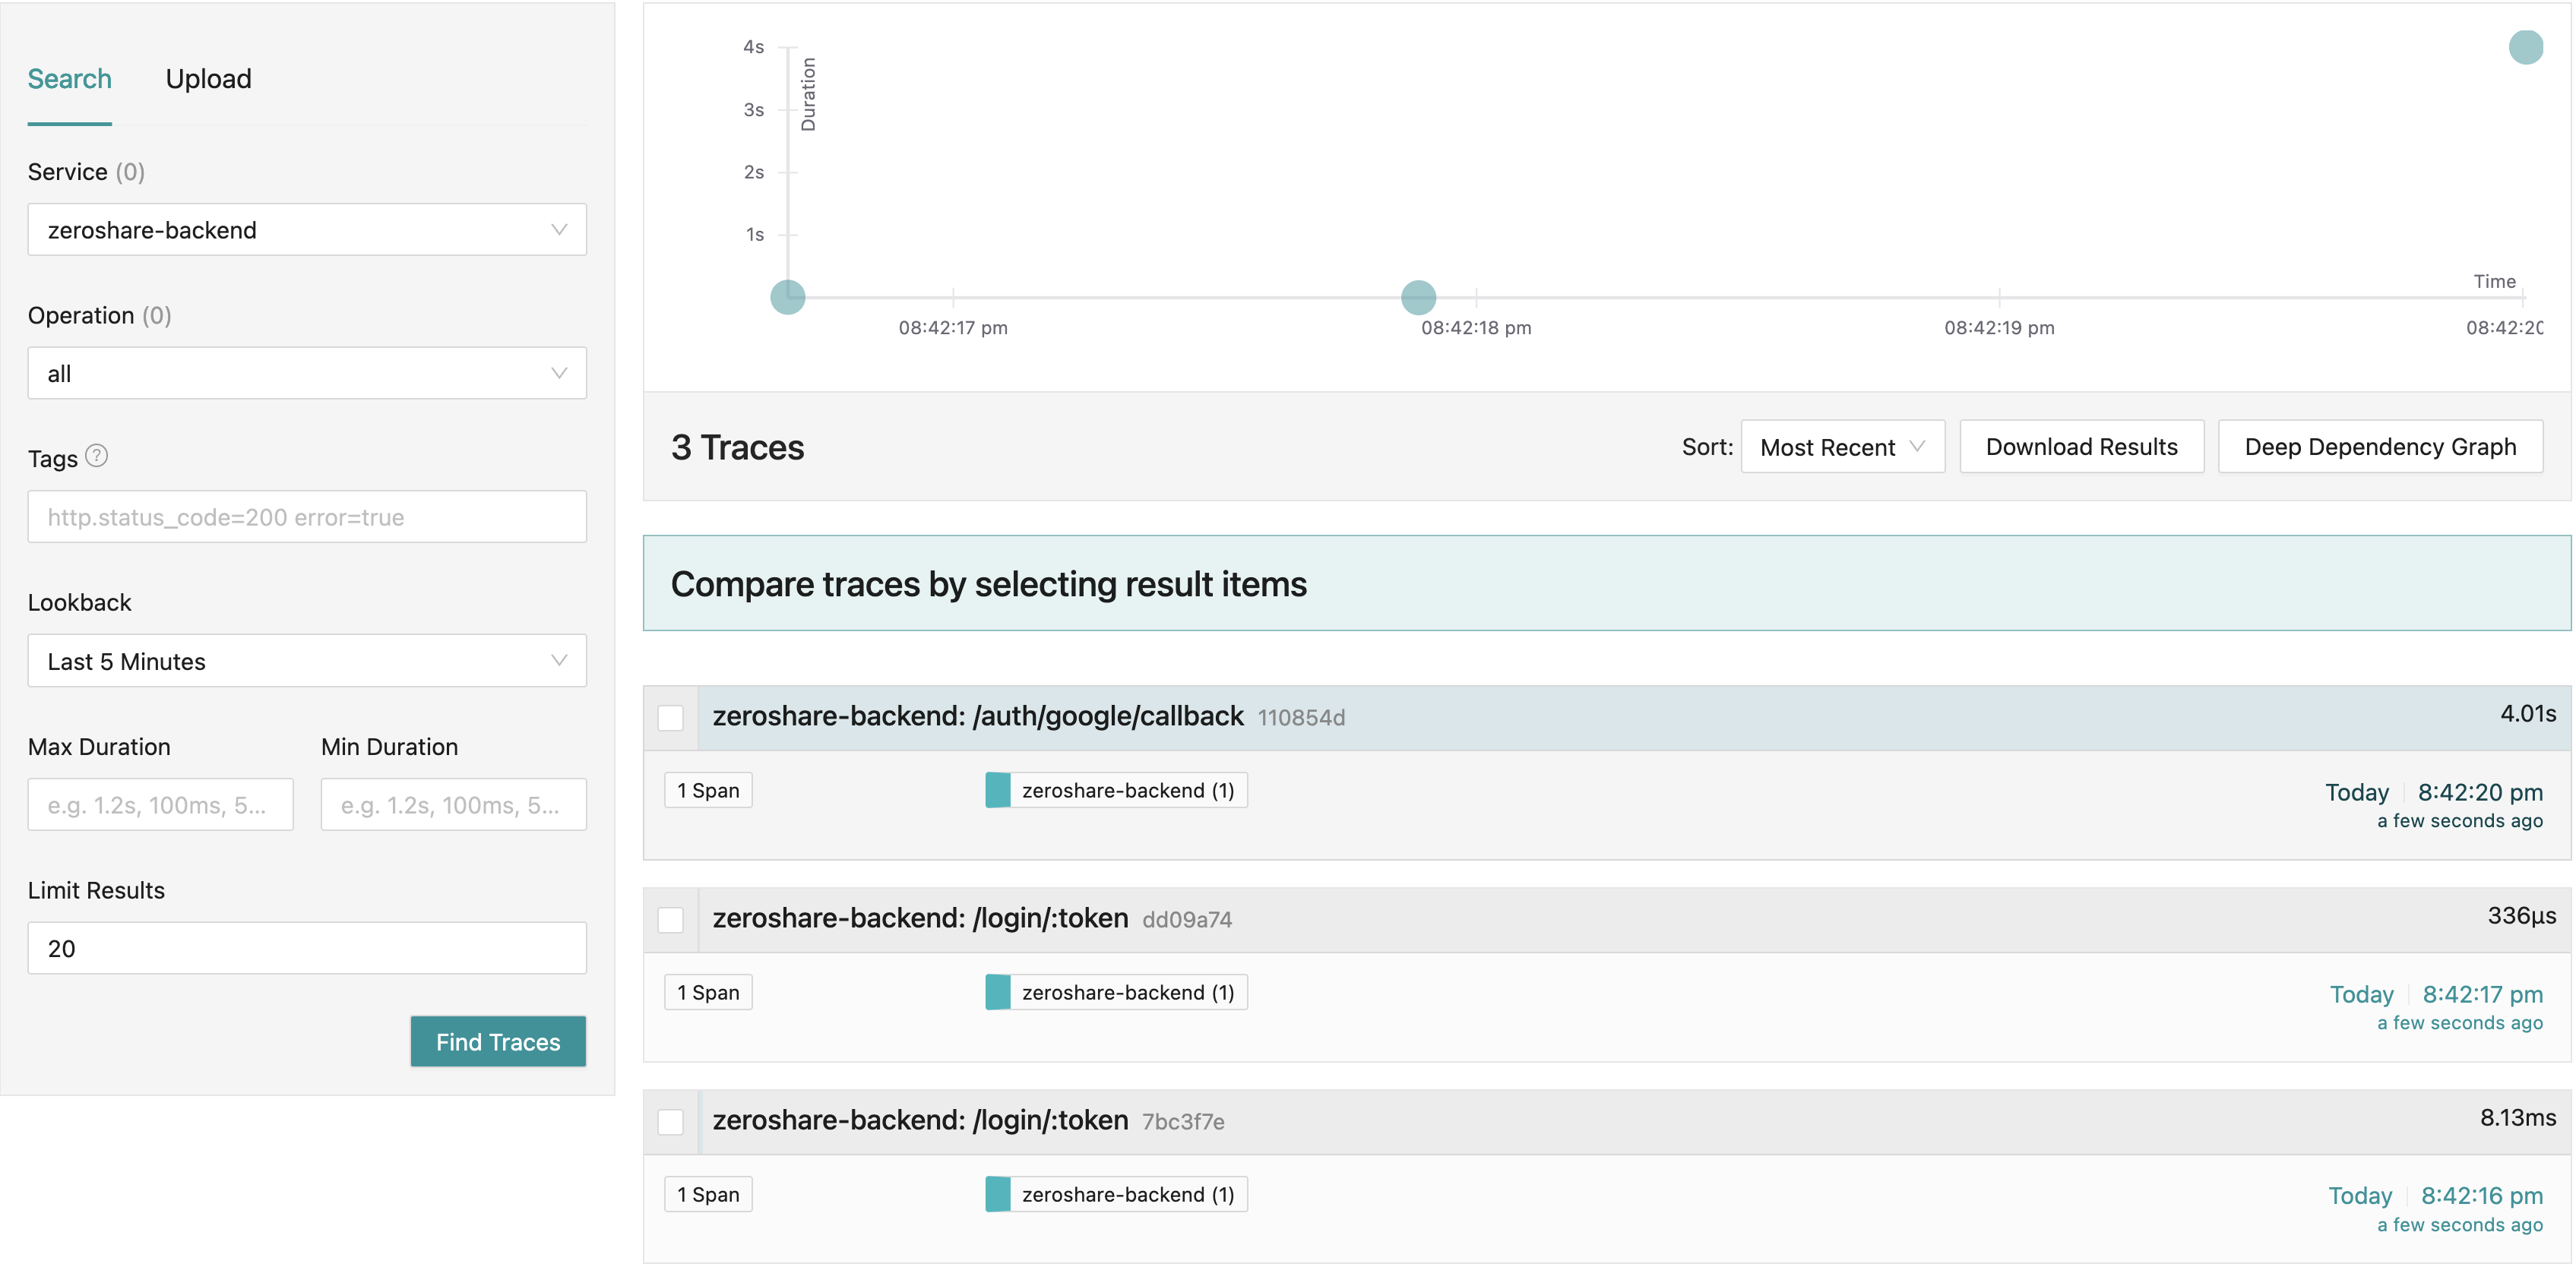 Search
Upload
Service (0)
zeroshare-backend
Operation (0)
all
Tags ?
http.status_code=200 error=true
Lookback
Last 5 Minutes
Max Duration
Min Duration
e.g. 1.2s, 100ms, 5...
e.g. 1.2s, 100ms, 5...
Limit Results
20
Find Traces
4s
3s
2s
1s
Duration
Time
08:42:17 pm
08:42:18 pm
08:42:19 pm
08:42:20
3 Traces
Sort: Most Recent
Download Results
Deep Dependency Graph
Compare traces by selecting result items
zeroshare-backend: /auth/google/callback 110854d
4.01s
1 Span
zeroshare-backend (1)
Today 8:42:20 pm
a few seconds ago
zeroshare-backend: /login/:token dd09a74
336μs
1 Span
zeroshare-backend (1)
Today 8:42:17 pm
a few seconds ago
zeroshare-backend: /login/:token 7bc3f7e
8.13ms
1 Span
zeroshare-backend (1)
Today 8:42:16 pm
a few seconds ago